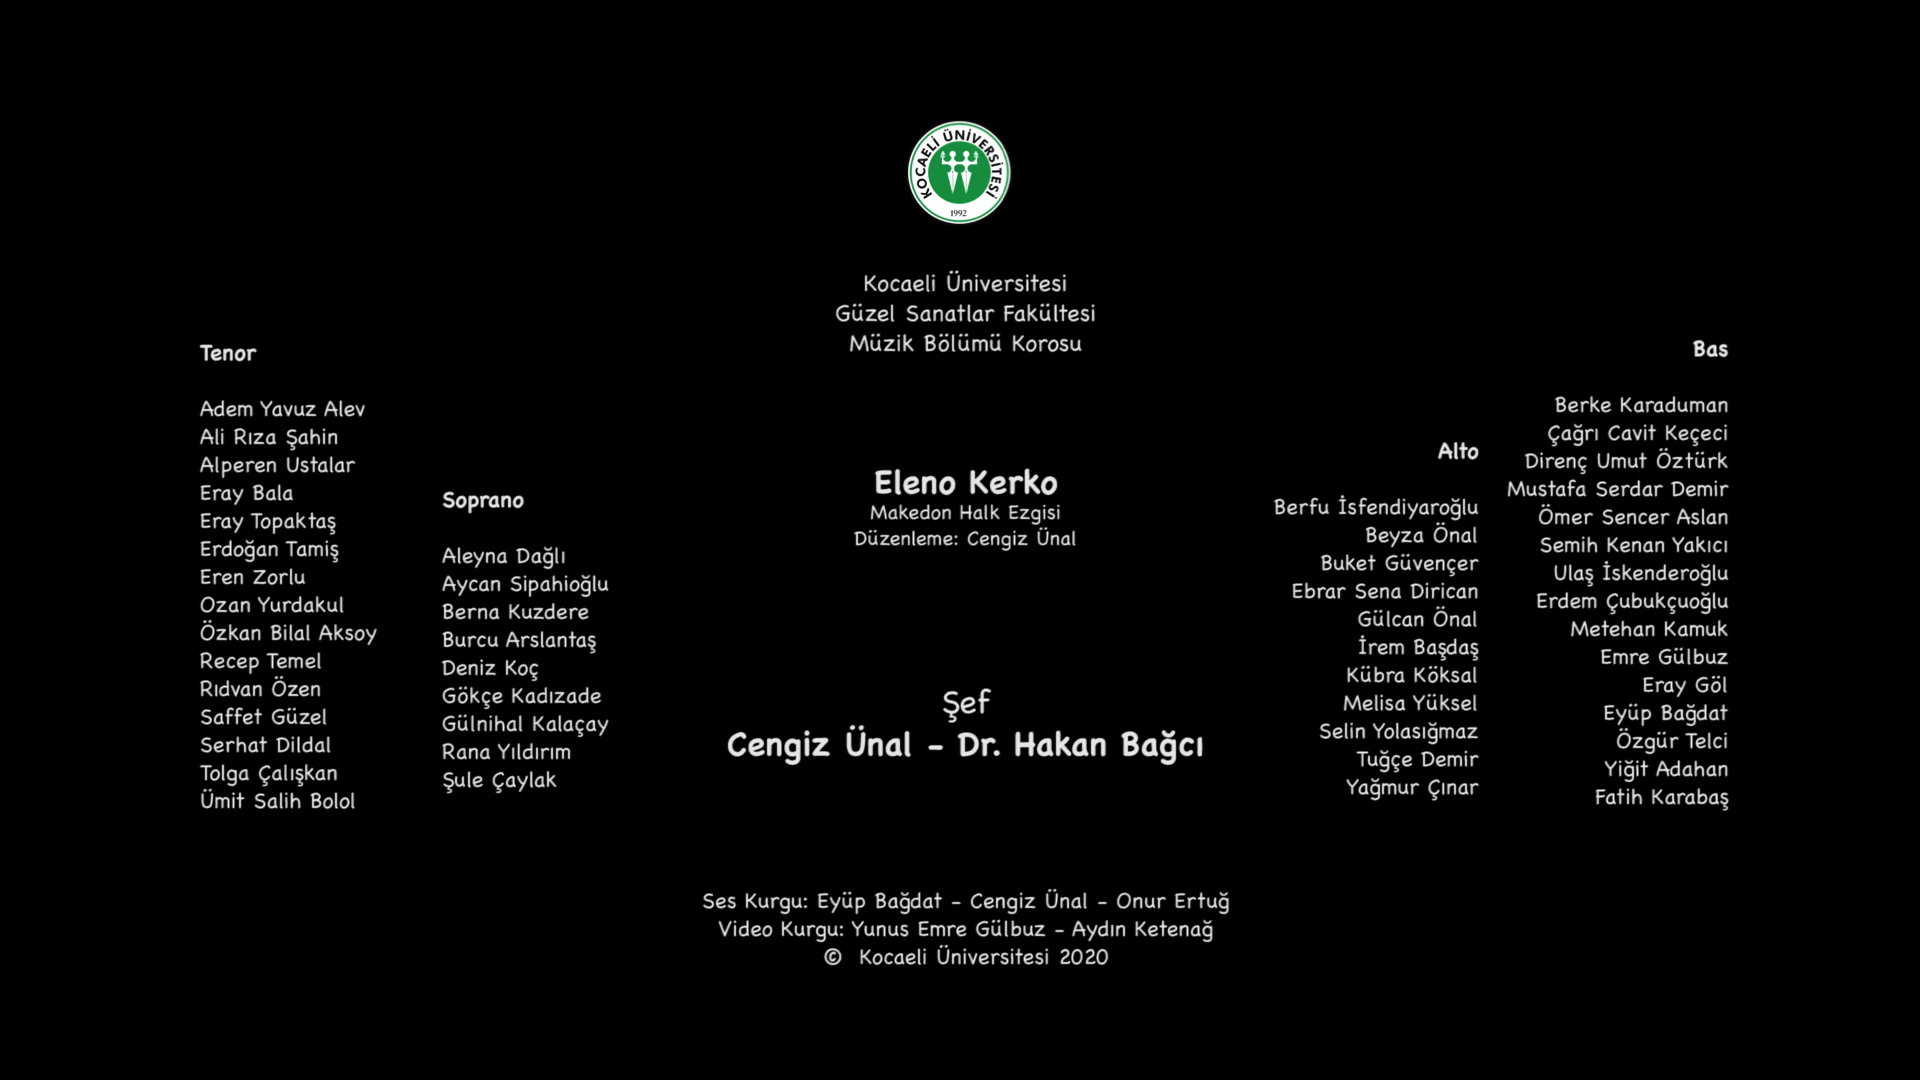 KOCAELİ ÜNİVERSİTESİ
1992
Kocaeli Üniversitesi
Güzel Sanatlar Fakültesi
Müzik Bölümü Korosu
Tenor
Adem Yavuz Alev
Ali Rıza Şahin
Alperen Ustalar
Eray Bala
Eray Topaktaş
Erdoğan Tamiş
Eren Zorlu
Ozan Yurdakul
Özkan Bilal Aksoy
Recep Temel
Rıdvan Özen
Saffet Güzel
Serhat Dildal
Tolga Çalışkan
Ümit Salih Bolol
Soprano
Aleyna Dağlı
Aycan Sipahioğlu
Berna Kuzdere
Burcu Arslantaş
Deniz Koç
Gökçe Kadızade
Gülnihal Kalaçay
Rana Yıldırım
Şule Çaylak
Eleno Kerko
Makedon Halk Ezgisi
Düzenleme: Cengiz Ünal
Şef
Cengiz Ünal - Dr. Hakan Bağcı
Alto
Berfu İsfendiyaroğlu
Beyza Önal
Buket Güvençer
Ebrar Sena Dirican
Gülcan Önal
İrem Başdaş
Kübra Köksal
Melisa Yüksel
Selin Yolasığmaz
Tuğçe Demir
Yağmur Çınar
Bas
Berke Karaduman
Çağrı Cavit Keçeci
Direnç Umut Öztürk
Mustafa Serdar Demir
Ömer Sencer Aslan
Semih Kenan Yakıcı
Ulaş İskenderoğlu
Erdem Çubukçuoğlu
Metehan Kamuk
Emre Gülbuz
Eray Göl
Eyüp Bağdat
Özgür Telci
Yiğit Adahan
Fatih Karabaş
Ses Kurgu: Eyüp Bağdat - Cengiz Ünal - Onur Ertuğ
Video Kurgu: Yunus Emre Gülbuz - Aydın Ketenağ
© Kocaeli Üniversitesi 2020